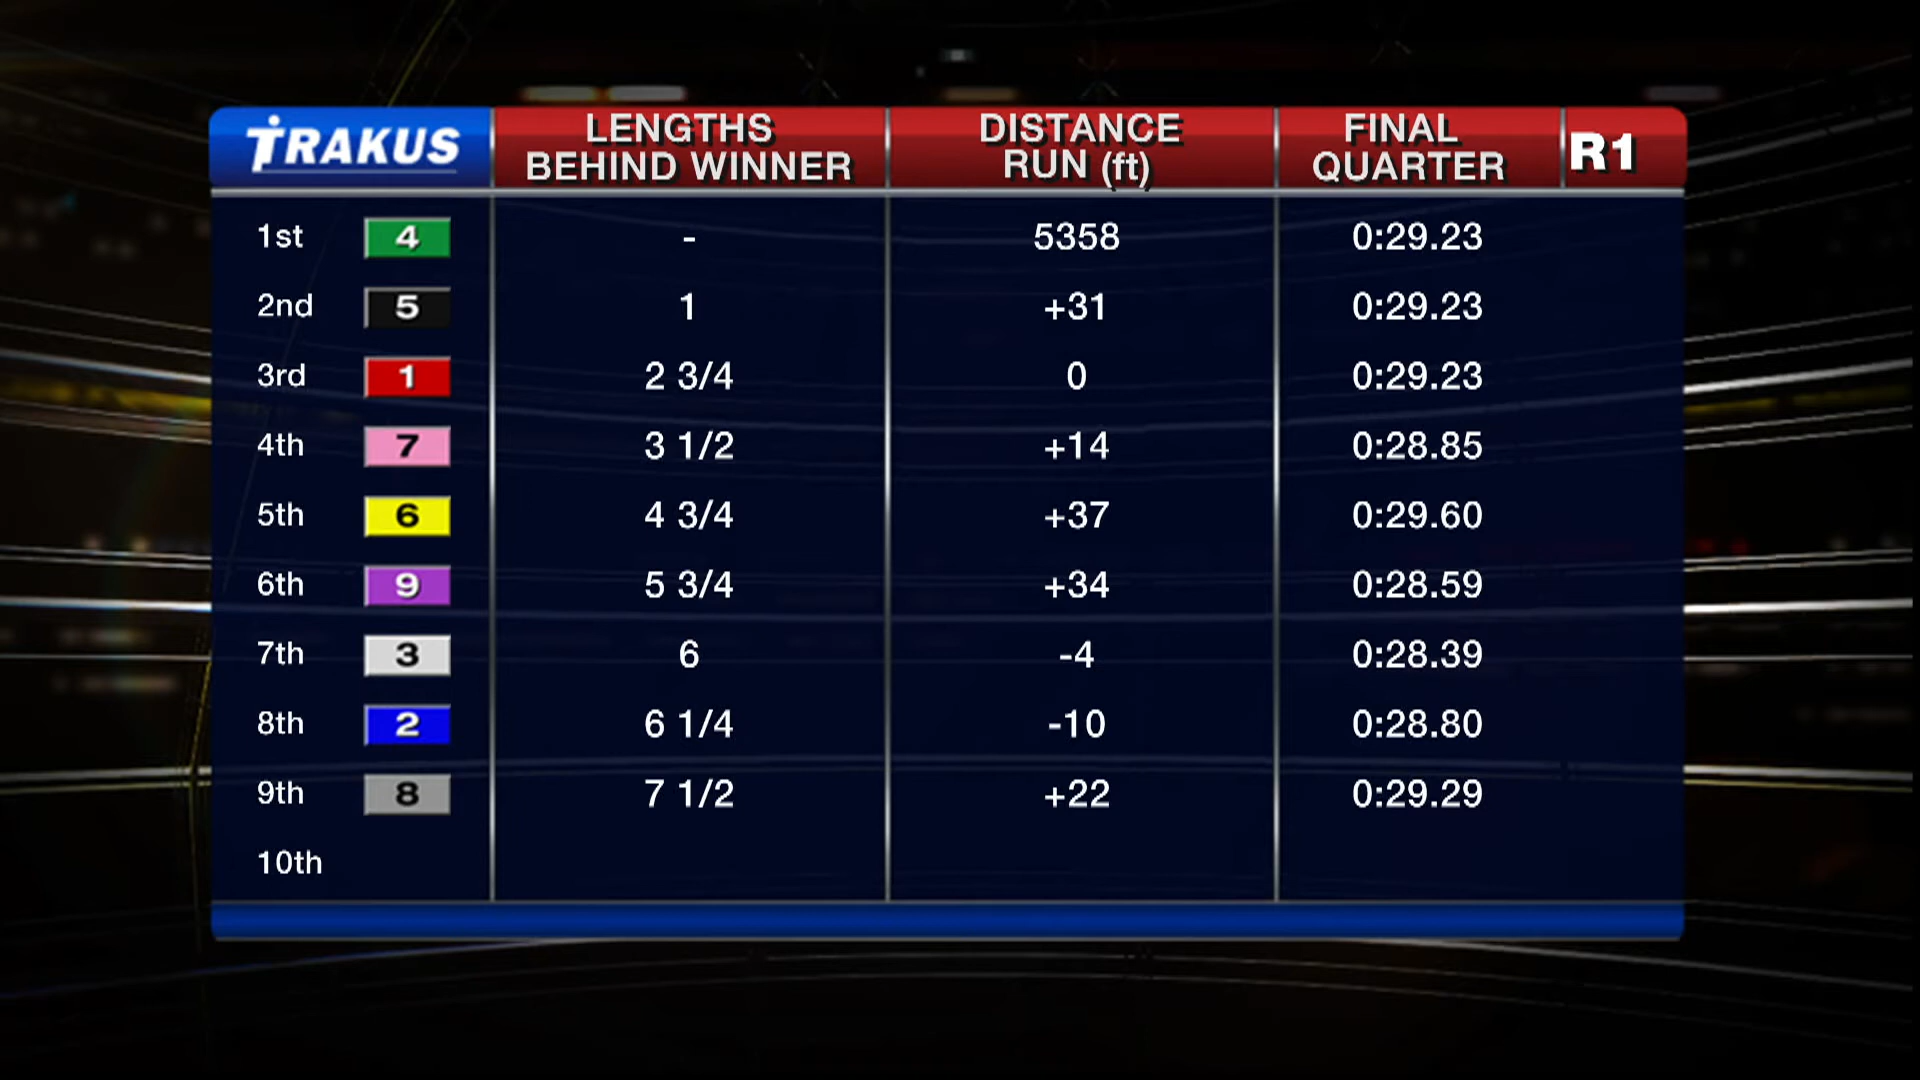 TRAKUS LENGTHS BEHIND WINNER DISTANCE RUN (ft) FINAL QUARTER R1
1st 4 - 5358 0:29.23
2nd 5 1 +31 0:29.23
3rd 1 2 3/4 0 0:29.23
4th 7 3 1/2 +14 0:28.85
5th 6 4 3/4 +37 0:29.60
6th 9 5 3/4 +34 0:28.59
7th 3 6 -4 0:28.39
8th 2 6 1/4 -10 0:28.80
9th 8 7 1/2 +22 0:29.29
10th